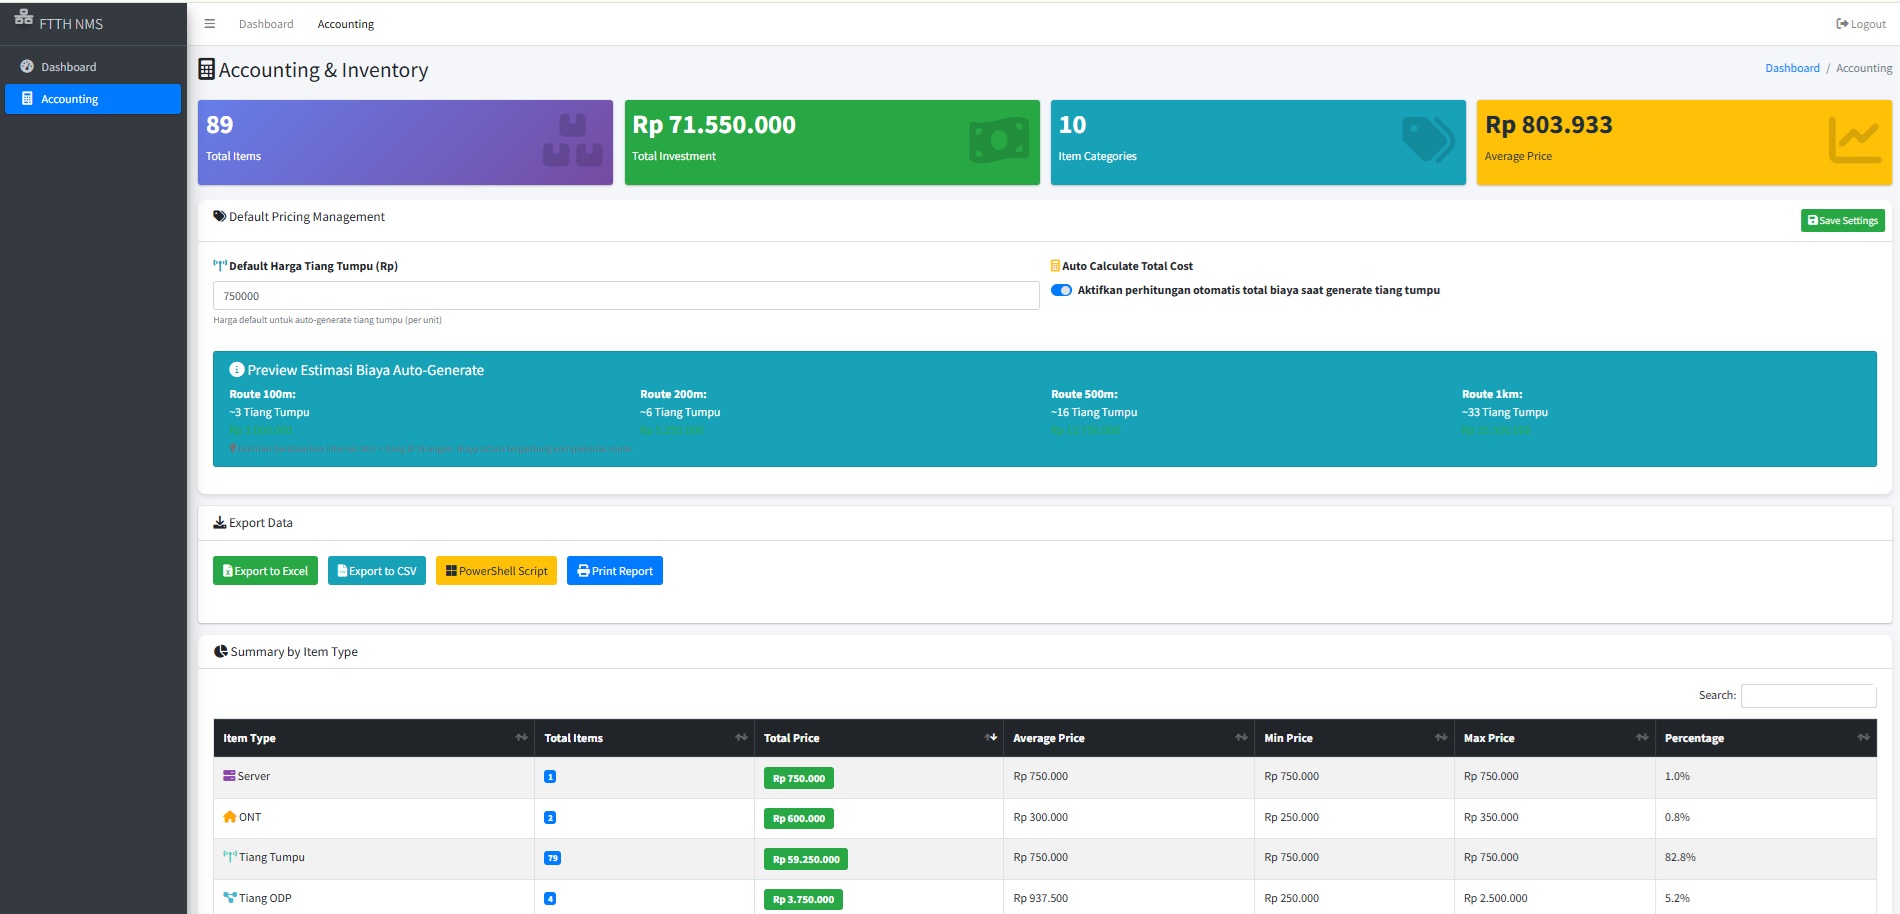 FTTH NMS
Dashboard
Accounting
Logout
Dashboard
Accounting
Accounting & Inventory
Dashboard / Accounting
89
Total Items
Rp 71.550.000
Total Investment
10
Item Categories
Rp 803.933
Average Price
Default Pricing Management
Save Settings
Default Harga Tiang Tumpu (Rp)
750000
Harga default untuk auto-generate tiang tumpu (per unit)
Auto Calculate Total Cost
Aktifkan perhitungan otomatis total biaya saat generate tiang tumpu
Preview Estimasi Biaya Auto-Generate
Route 100m:
~3 Tiang Tumpu
Route 200m:
~6 Tiang Tumpu
Route 500m:
~16 Tiang Tumpu
Route 1km:
~33 Tiang Tumpu
Export Data
Export to Excel
Export to CSV
PowerShell Script
Print Report
Summary by Item Type
Search:
Item Type Total Items Total Price Average Price Min Price Max Price Percentage
Server 1 Rp 750.000 Rp 750.000 Rp 750.000 Rp 750.000 1.0%
ONT 2 Rp 600.000 Rp 300.000 Rp 250.000 Rp 350.000 0.8%
Tiang Tumpu 79 Rp 59.250.000 Rp 750.000 Rp 750.000 Rp 750.000 82.8%
Tiang ODP 4 Rp 3.750.000 Rp 937.500 Rp 250.000 Rp 2.500.000 5.2%